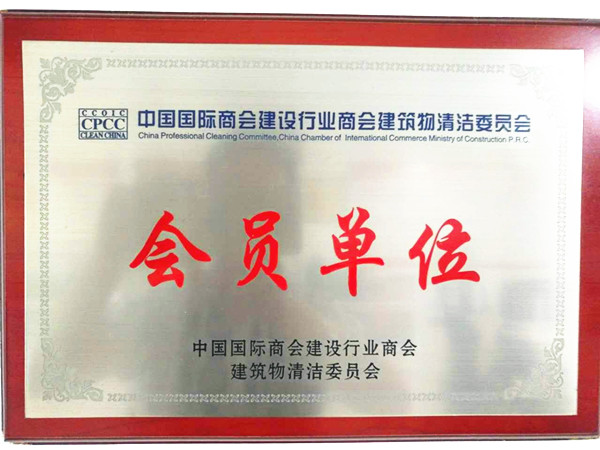 CCOIC
CPCC
CLEAN CHINA
中国国际商会建设行业商会建筑物清洁委员会
China Professional Cleaning Committee,China Chamber of International Commerce Ministry of Construction P.R.C
会员单位
中国国际商会建设行业商会
建筑物清洁委员会